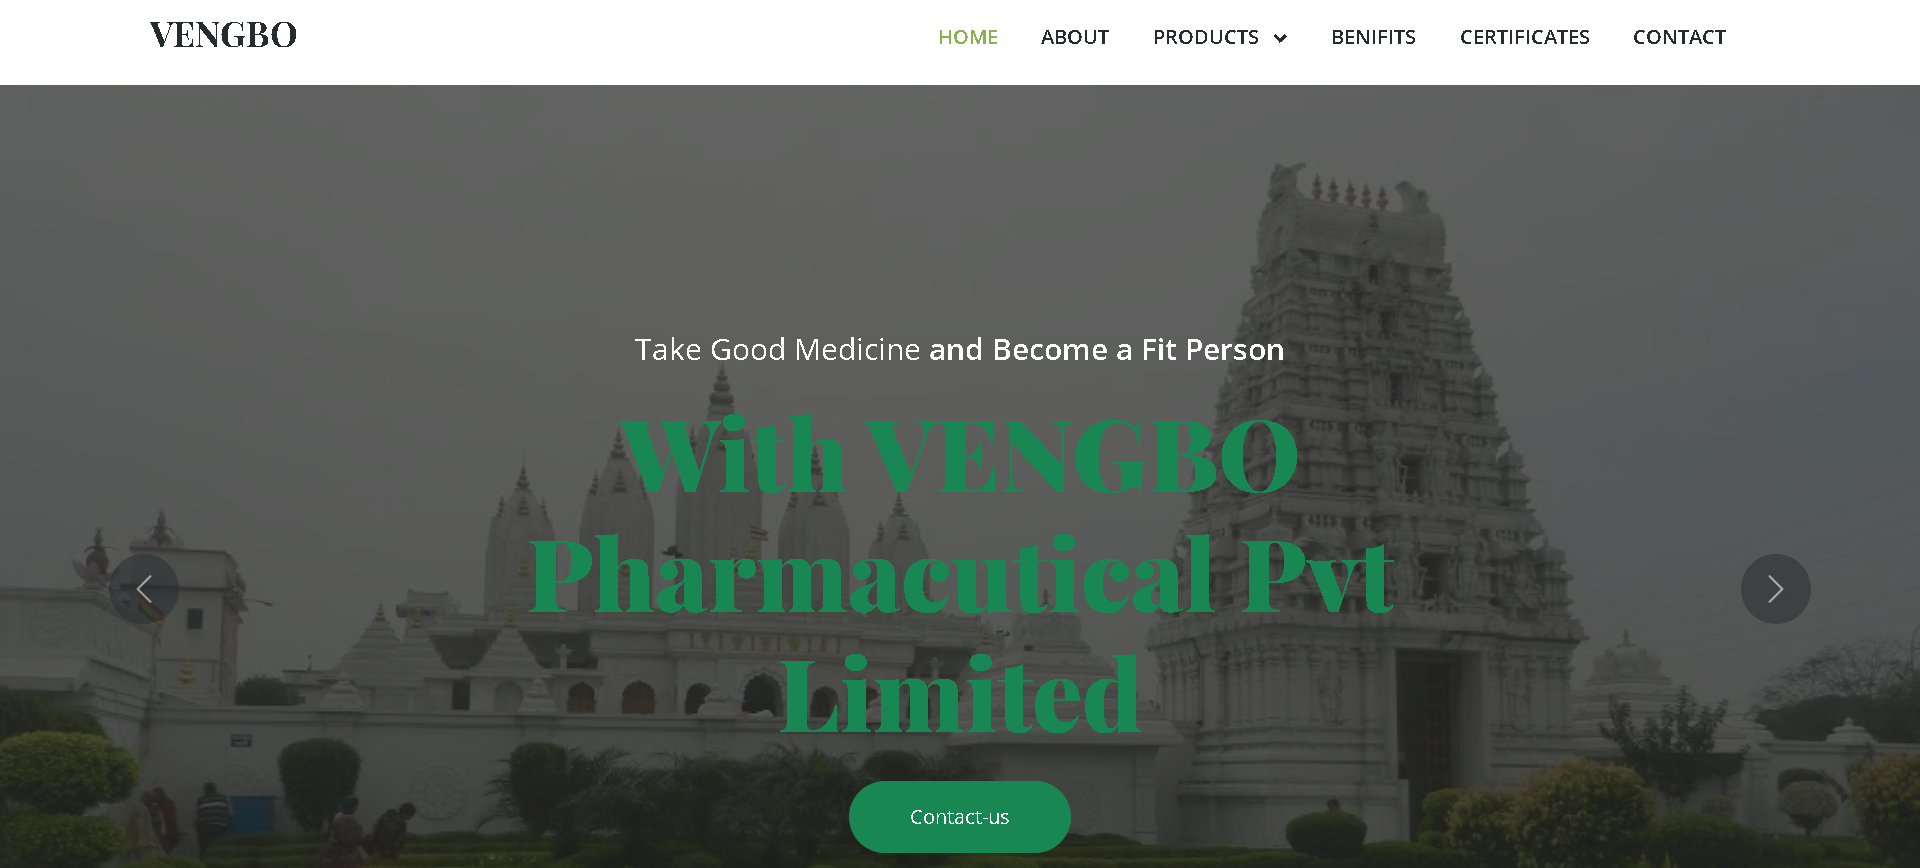 VENGBO
HOME ABOUT PRODUCTS BENIFITS CERTIFICATES CONTACT
Take Good Medicine and Become a Fit Person
With VENGBO
Pharmacutical Pvt
Limited
Contact-us